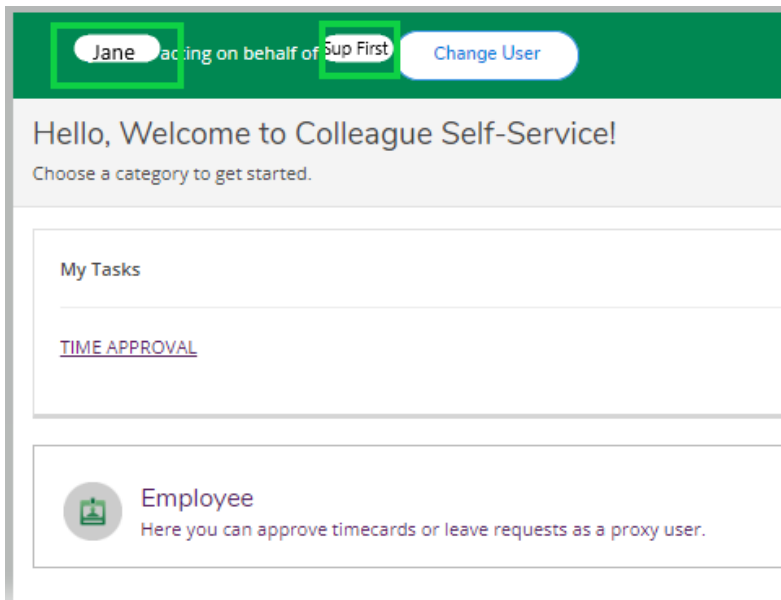 Jane acting on behalf of Sup First Change User
Hello, Welcome to Colleague Self-Service!
Choose a category to get started.
My Tasks
TIME APPROVAL
Employee
Here you can approve timecards or leave requests as a proxy user.